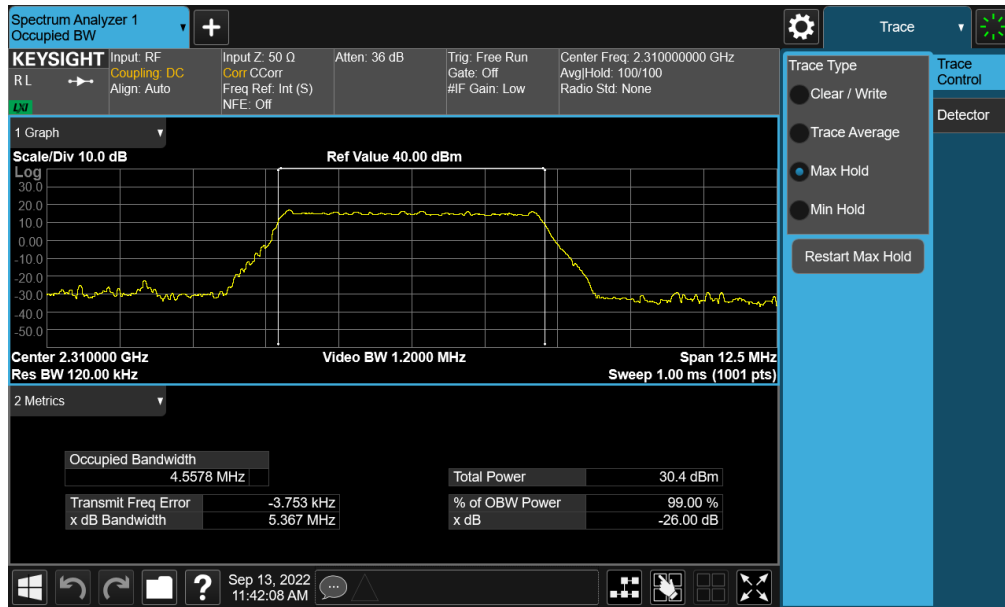 Spectrum Analyzer 1
Occupied BW
Trace
KEYSIGHT
R L
LXI
Input: RF
Coupling: DC
Align: Auto
Input Z: 50 Ω
Corr CCorr
Freq Ref: Int (S)
NFE: Off
Atten: 36 dB
Trig: Free Run
Gate: Off
#IF Gain: Low
Center Freq: 2.310000000 GHz
Avg|Hold: 100/100
Radio Std: None
Trace Type
Clear / Write
Trace Average
Max Hold
Min Hold
Restart Max Hold
Trace
Control
Detector
1 Graph
Scale/Div 10.0 dB
Ref Value 40.00 dBm
Log
30.0
20.0
10.0
0.00
-10.0
-20.0
-30.0
-40.0
-50.0
Center 2.310000 GHz
Video BW 1.2000 MHz
Span 12.5 MHz
Res BW 120.00 kHz
Sweep 1.00 ms (1001 pts)
2 Metrics
Occupied Bandwidth
4.5578 MHz
Total Power 30.4 dBm
Transmit Freq Error -3.753 kHz
% of OBW Power 99.00 %
x dB Bandwidth 5.367 MHz
x dB -26.00 dB
?
Sep 13, 2022
11:42:08 AM